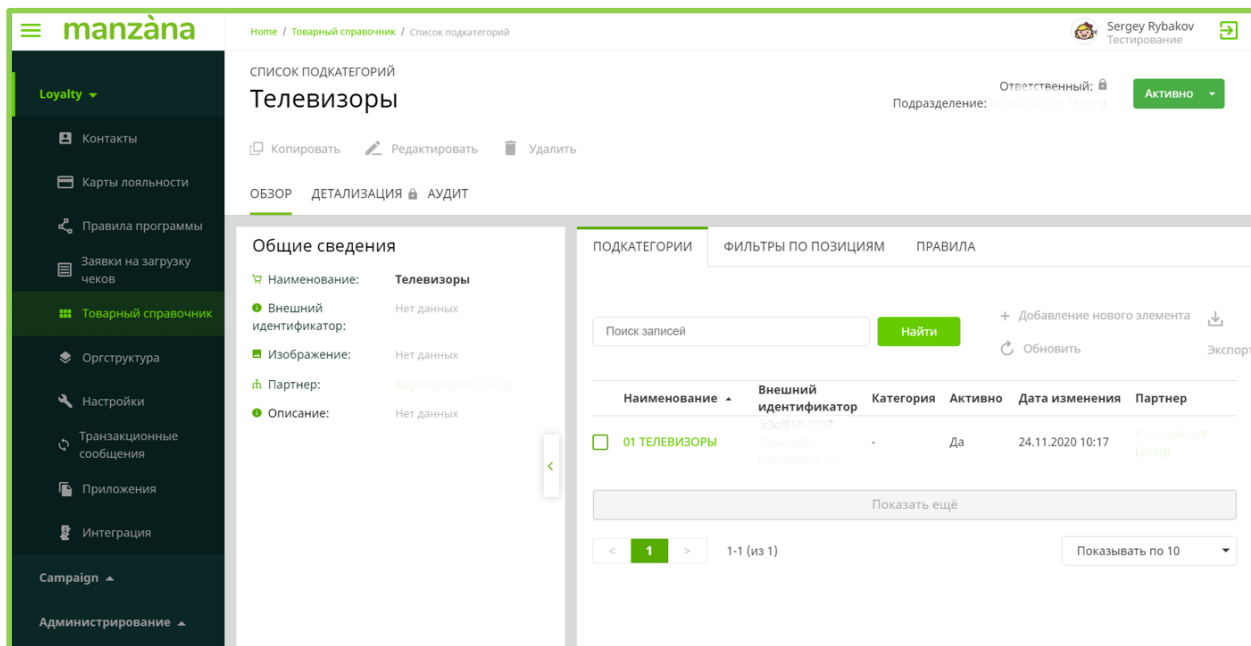 manzàna
Home / Товарный справочник / Список подкатегорий
Sergey Rybakov
Тестирование
Loyalty
Контакты
Карты лояльности
Правила программы
Заявки на загрузку
чеков
Товарный справочник
Оргструктура
Настройки
Транзакционные
сообщения
Приложения
Интеграция
Campaign
Администрирование
СПИСОК ПОДКАТЕГОРИЙ
Телевизоры
Ответственный:
Подразделение:
Активно
Копировать Редактировать Удалить
ОБЗОР ДЕТАЛИЗАЦИЯ АУДИТ
Общие сведения
Наименование: Телевизоры
Внешний Нет данных
идентификатор:
Изображение: Нет данных
Партнер:
Описание: Нет данных
ПОДКАТЕГОРИИ ФИЛЬТРЫ ПО ПОЗИЦИЯМ ПРАВИЛА
Поиск записей
Найти
+ Добавление нового элемента
Обновить
Экспорт
Наименование Внешний идентификатор Категория Активно Дата изменения Партнер
01 ТЕЛЕВИЗОРЫ - Да 24.11.2020 10:17
Центр
Показать ещё
< 1 > 1-1 (из 1)
Показывать по 10